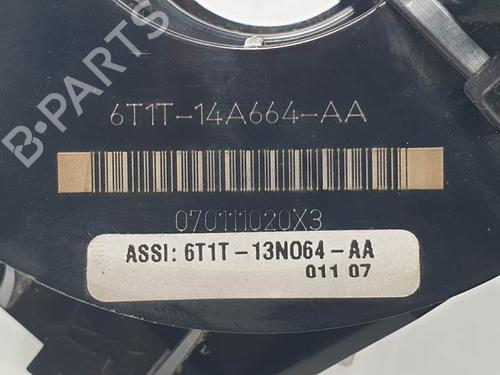 B-PARTS
6T1T-14A664-AA
070111020X3
ASSI: 6T1T-13N064-AA
011 07